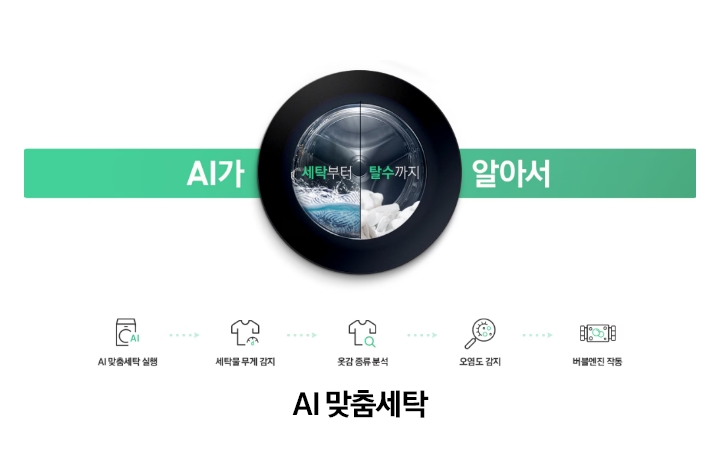 AI가 세탁부터 탈수까지 알아서
AI
AI 맞춤세탁 실행
세탁물 무게 감지
옷감 종류 분석
오염도 감지
버블엔진 작동
AI 맞춤세탁